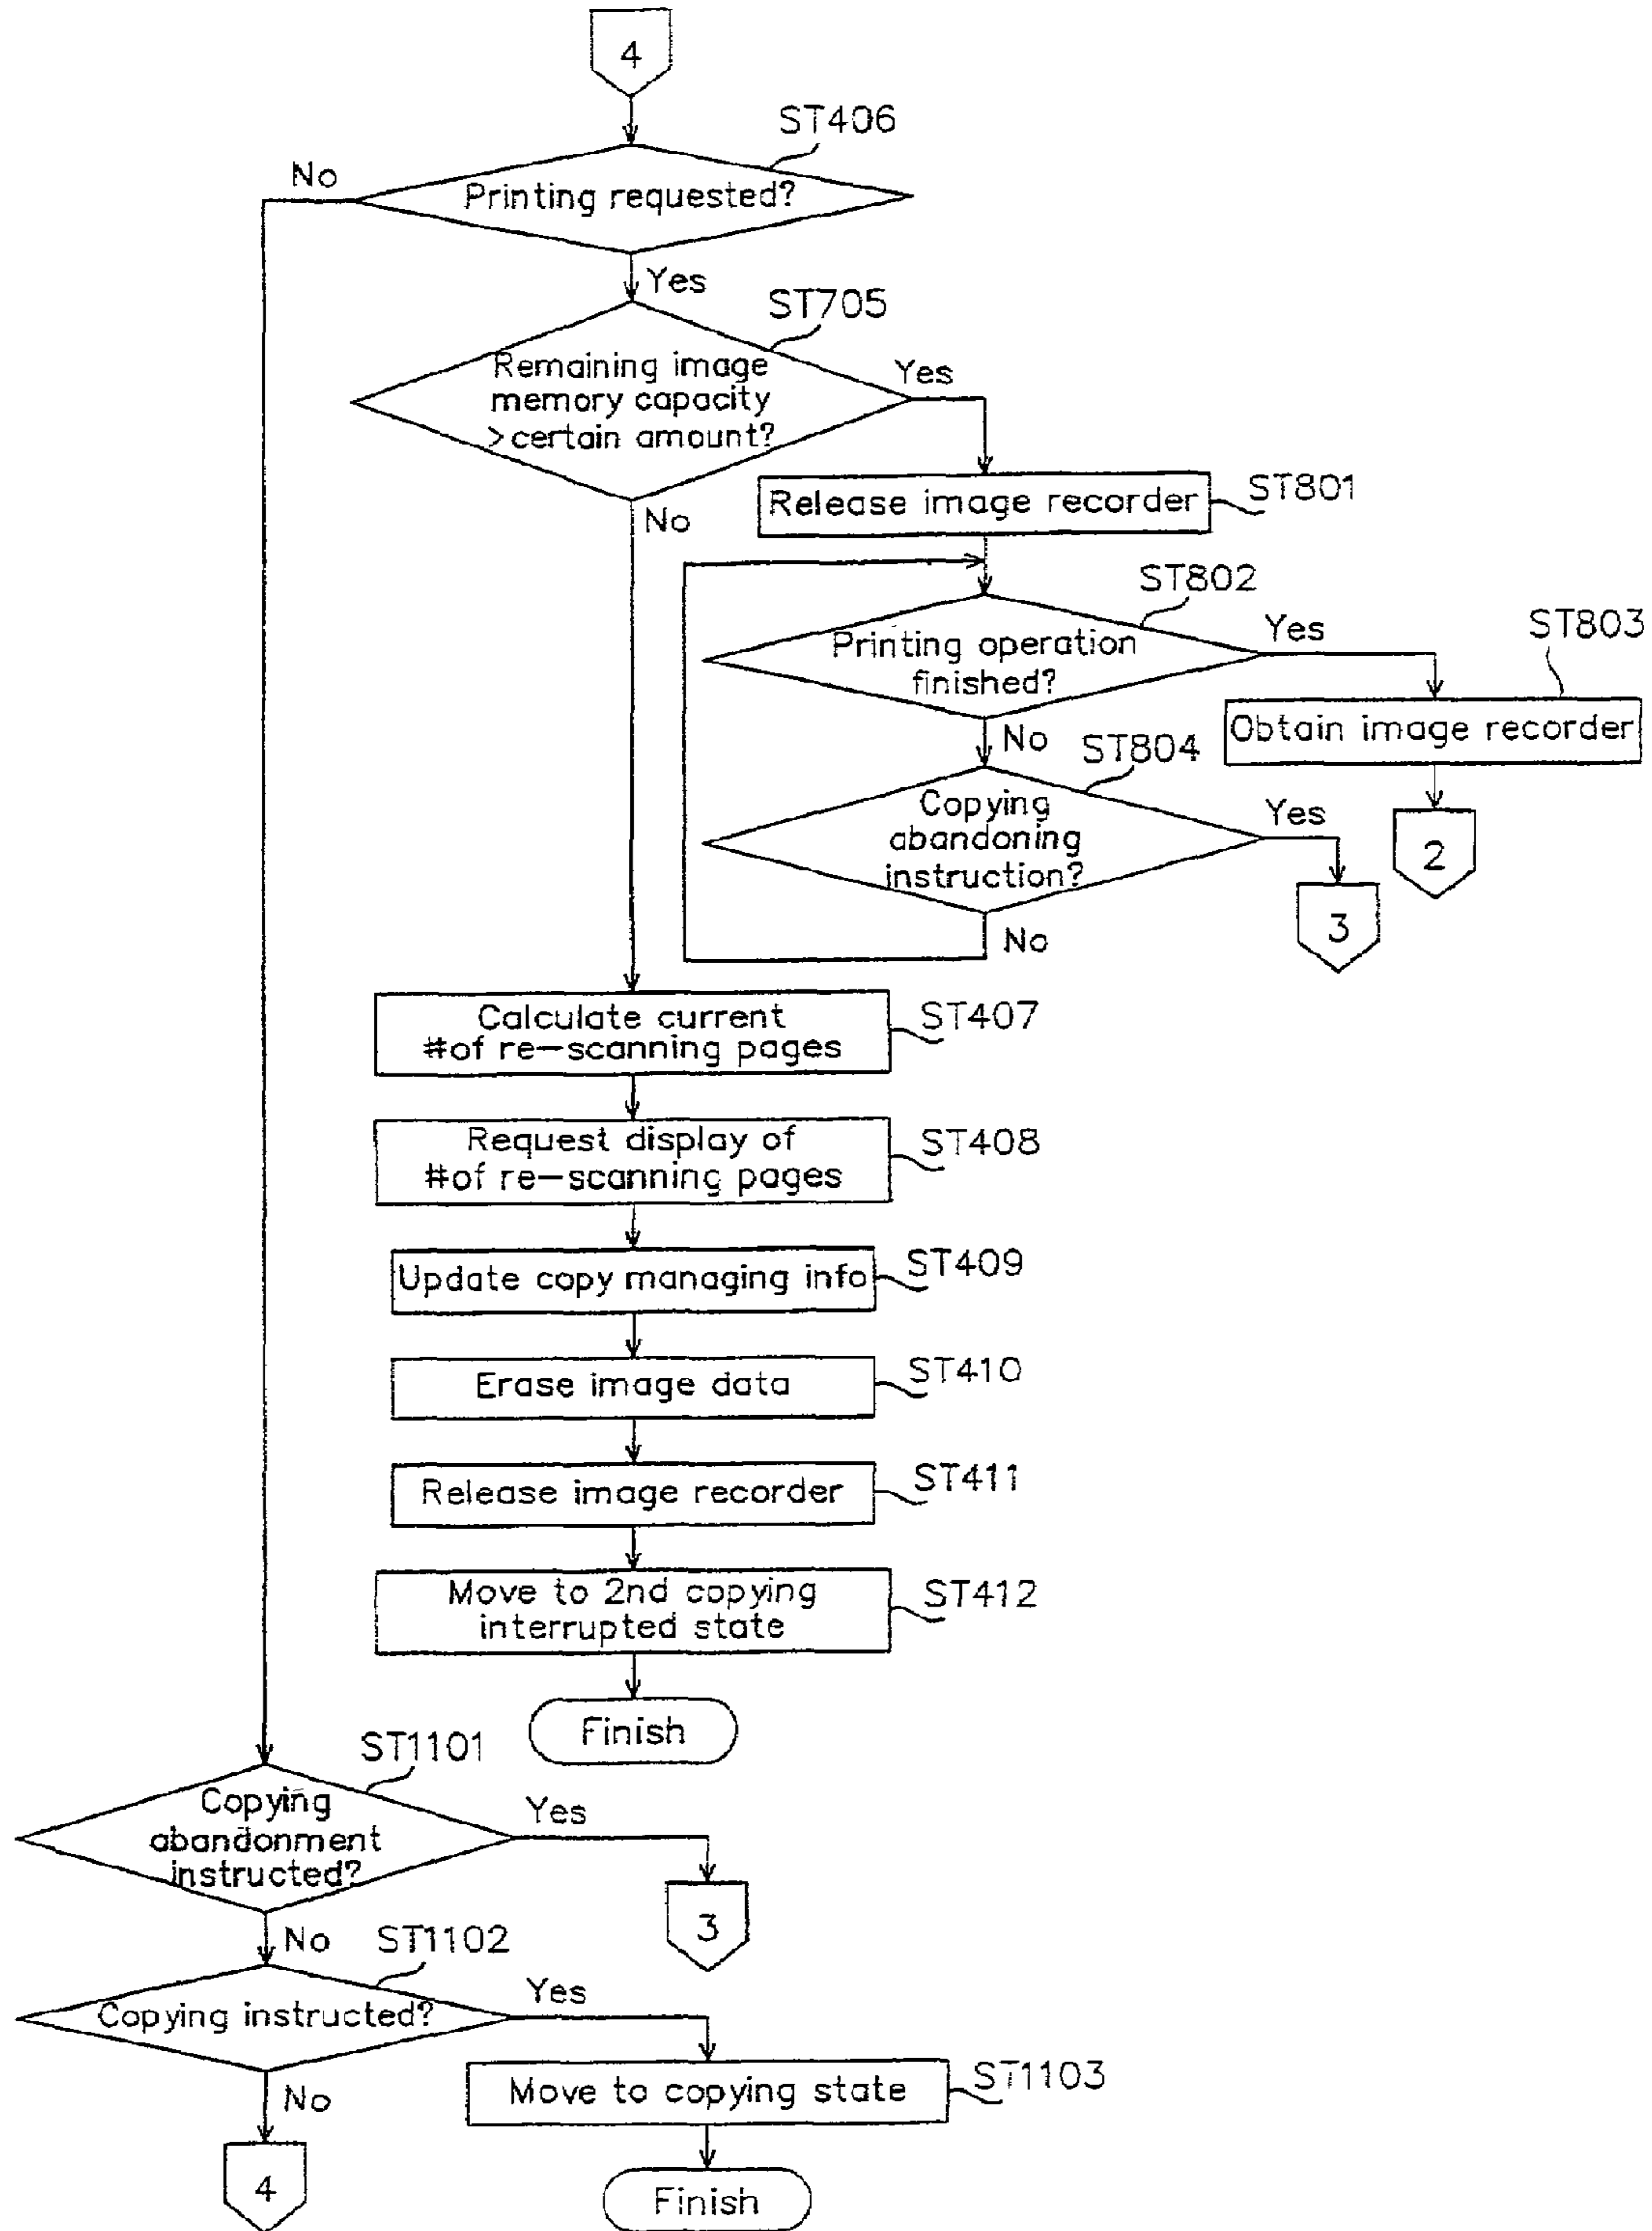 4
ST406
No
Printing requested?
Yes
ST705
Remaining image
memory capacity
>certain amount?
Yes
No
Release image recorder
ST801
ST802
Printing operation
finished?
Yes
ST803
Obtain image recorder
2
No
ST804
Copying
abandoning
instruction?
Yes
3
No
Calculate current
#of re-scanning pages
ST407
Request display of
#of re-scanning pages
ST408
Update copy managing info
ST409
Erase image data
ST410
Release image recorder
ST411
Move to 2nd copying
interrupted state
ST412
Finish
ST1101
Copying
abandonment
instructed?
Yes
3
No
ST1102
Copying instructed?
Yes
Move to copying state
ST1103
No
4
Finish